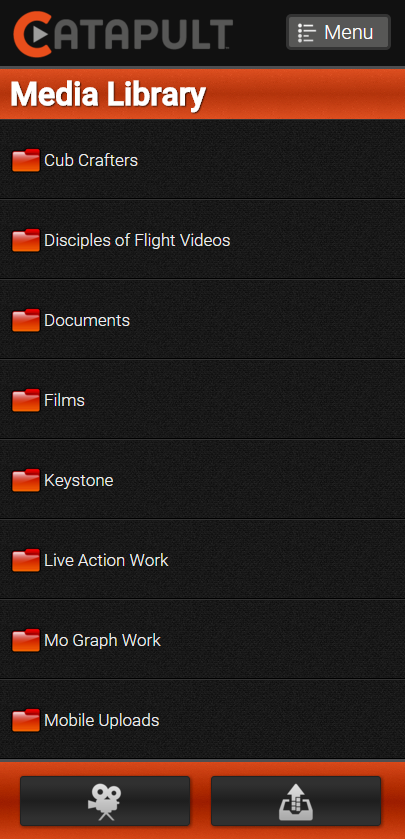 CATAPULT
Menu
Media Library
Cub Crafters
Disciples of Flight Videos
Documents
Films
Keystone
Live Action Work
Mo Graph Work
Mobile Uploads